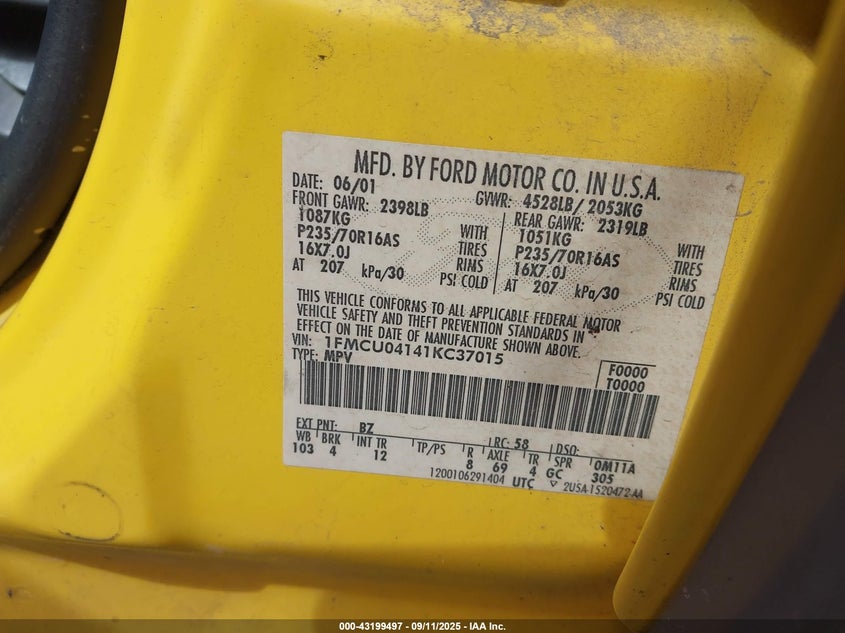 MFD. BY FORD MOTOR CO. IN U.S.A.
DATE: 06/01 GVWR: 4528LB/ 2053KG
FRONT GAWR: 2398LB REAR GAWR: 2319LB
1087KG WITH 1051KG WITH
P235/70R16AS TIRES P235/70R16AS TIRES
16X7.0J RIMS 16X7.0J RIMS
AT 207 kPa/30 PSI COLD AT 207 kPa/30 PSI COLD
THIS VEHICLE CONFORMS TO ALL APPLICABLE FEDERAL MOTOR
VEHICLE SAFETY AND THEFT PREVENTION STANDARDS IN
EFFECT ON THE DATE OF MANUFACTURE SHOWN ABOVE.
VIN: 1FMCU04141KC37015
TYPE: MPV
F0000
T0000
EXT PNT: BZ RC: 58 DSO:
WB BRK INT TR TP/PS R AXLE TR SPR 0M11A
103 4 12 8 69 4 GC 305
1200106291404 UTC 2U5A-1520472-AA
000-43199497 - 09/11/2025 - IAA Inc.